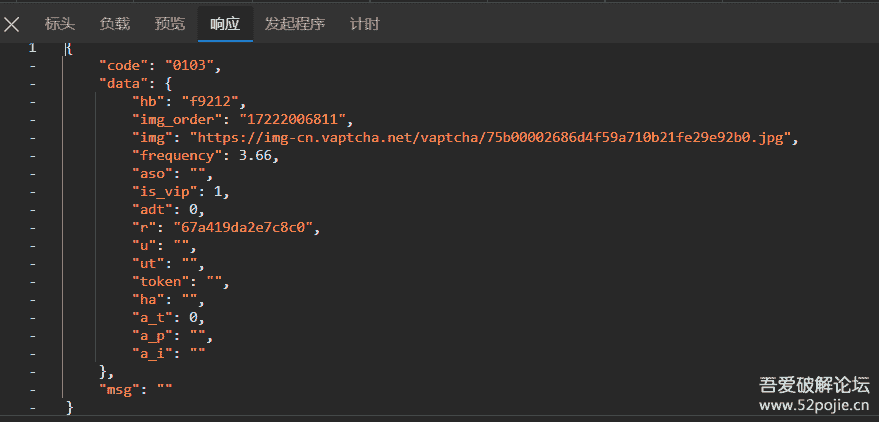 标头 负载 预览 响应 发起程序 计时
1 {
- "code": "0103",
- "data": {
- "hb": "f9212",
- "img_order": "17222006811",
- "img": "https://img-cn.vaptcha.net/vaptcha/75b00002686d4f59a710b21fe29e92b0.jpg",
- "frequency": 3.66,
- "aso": "",
- "is_vip": 1,
- "adt": 0,
- "r": "67a419da2e7c8c0",
- "u": "",
- "ut": "",
- "token": "",
- "ha": "",
- "a_t": 0,
- "a_p": "",
- "a_i": ""
- },
- "msg": ""
- }
吾爱破解论坛
www.52pojie.cn